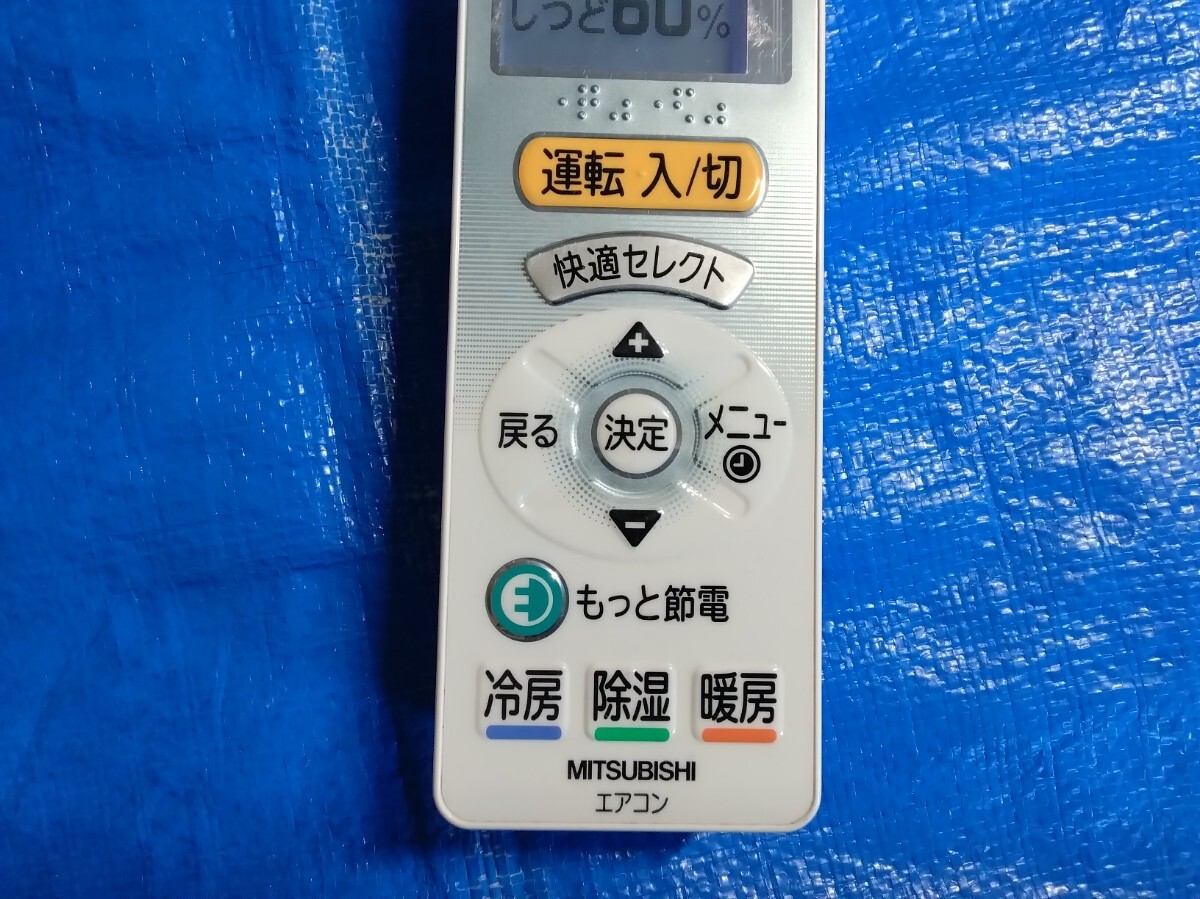 しつど60%
運転 入/切
快適セレクト
+
戻る 決定 メニュー
-
もっと節電
冷房 除湿 暖房
MITSUBISHI
エアコン